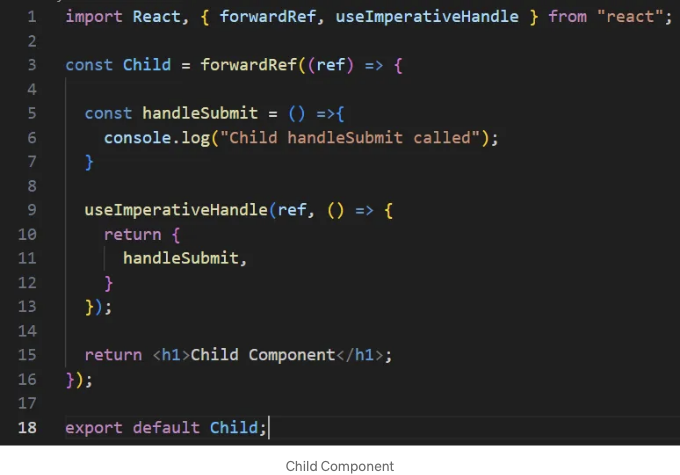 1 import React, { forwardRef, useImperativeHandle } from "react";
2
3 const Child = forwardRef((ref) => {
4
5   const handleSubmit = () =>{
6     console.log("Child handleSubmit called");
7   }
8
9   useImperativeHandle(ref, () => {
10     return {
11       handleSubmit,
12     }
13   });
14
15   return <h1>Child Component</h1>;
16 });
17
18 export default Child;
Child Component